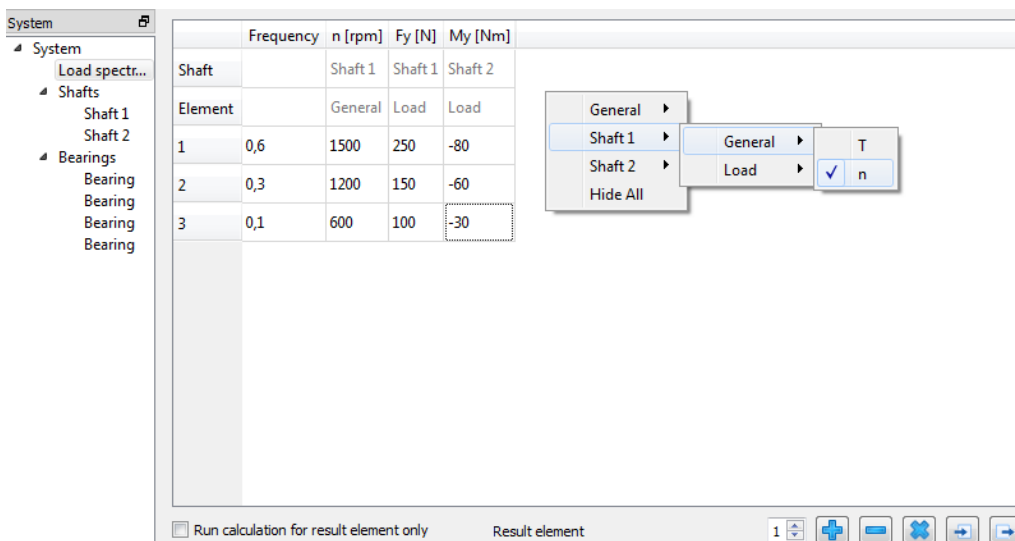 System
System
Load spectr...
Shafts
Shaft 1
Shaft 2
Bearings
Bearing
Bearing
Bearing
Bearing
Frequency n [rpm] Fy [N] My [Nm]
Shaft Shaft 1 Shaft 1 Shaft 2
Element General Load Load
1 0,6 1500 250 -80
2 0,3 1200 150 -60
3 0,1 600 100 -30
General
Shaft 1
Shaft 2
Hide All
General
Load
T
n
Run calculation for result element only Result element 1